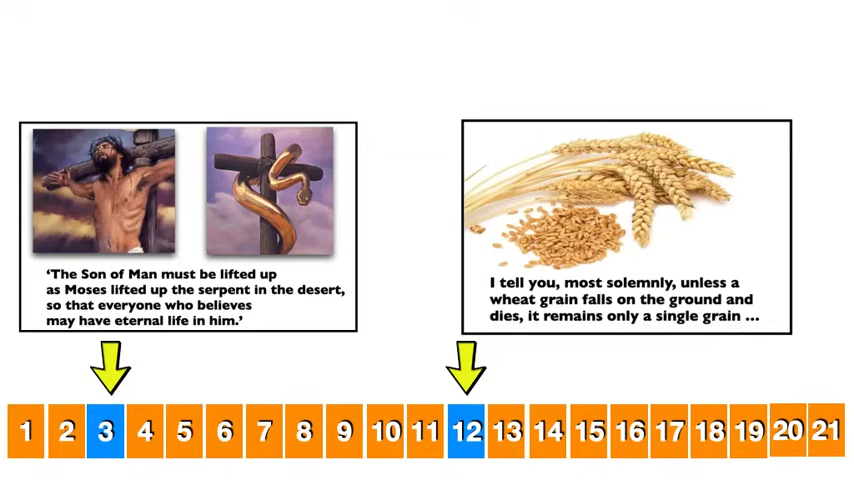 ‘The Son of Man must be lifted up
as Moses lifted up the serpent in the desert,
so that everyone who believes
may have eternal life in him.’
I tell you, most solemnly, unless a
wheat grain falls on the ground and
dies, it remains only a single grain ...
1 2 3 4 5 6 7 8 9 10 11 12 13 14 15 16 17 18 19 20 21